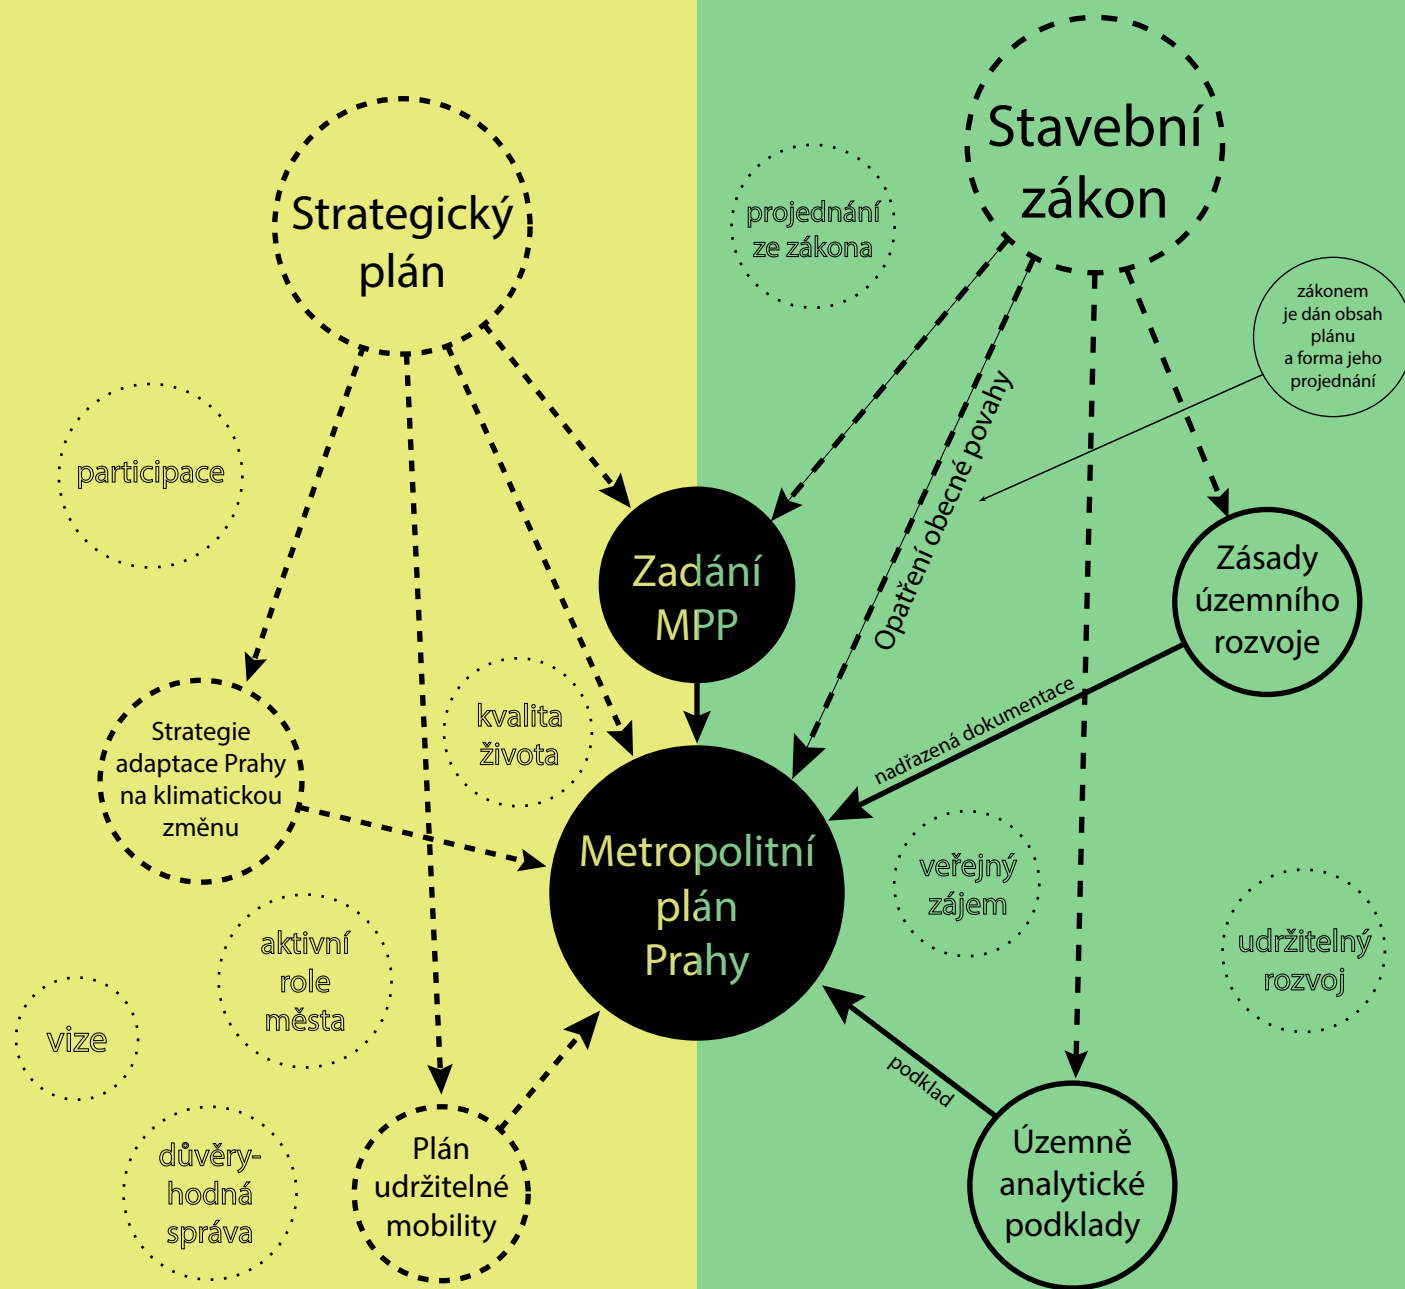 Stavební
zákon
Strategický
plán
projednání
ze zákona
zákonem
je dán obsah
plánu
a forma jeho
projednání
participace
Opatření obecné povahy
Zadání
MPP
Zásady
územního
rozvoje
kvalita
života
nadřazená dokumentace
Strategie
adaptace Prahy
na klimatickou
změnu
Metropolitní
plán
Prahy
veřejný
zájem
udržitelný
rozvoj
aktivní
role
města
vize
podklad
důvěry-
hodná
správa
Plán
udržitelné
mobility
Územně
analytické
podklady